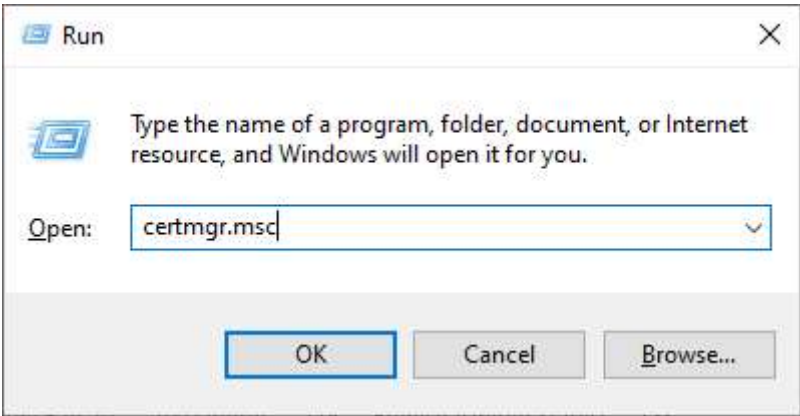 Run
Type the name of a program, folder, document, or Internet
resource, and Windows will open it for you.
Open: certmgr.msc
OK Cancel Browse...